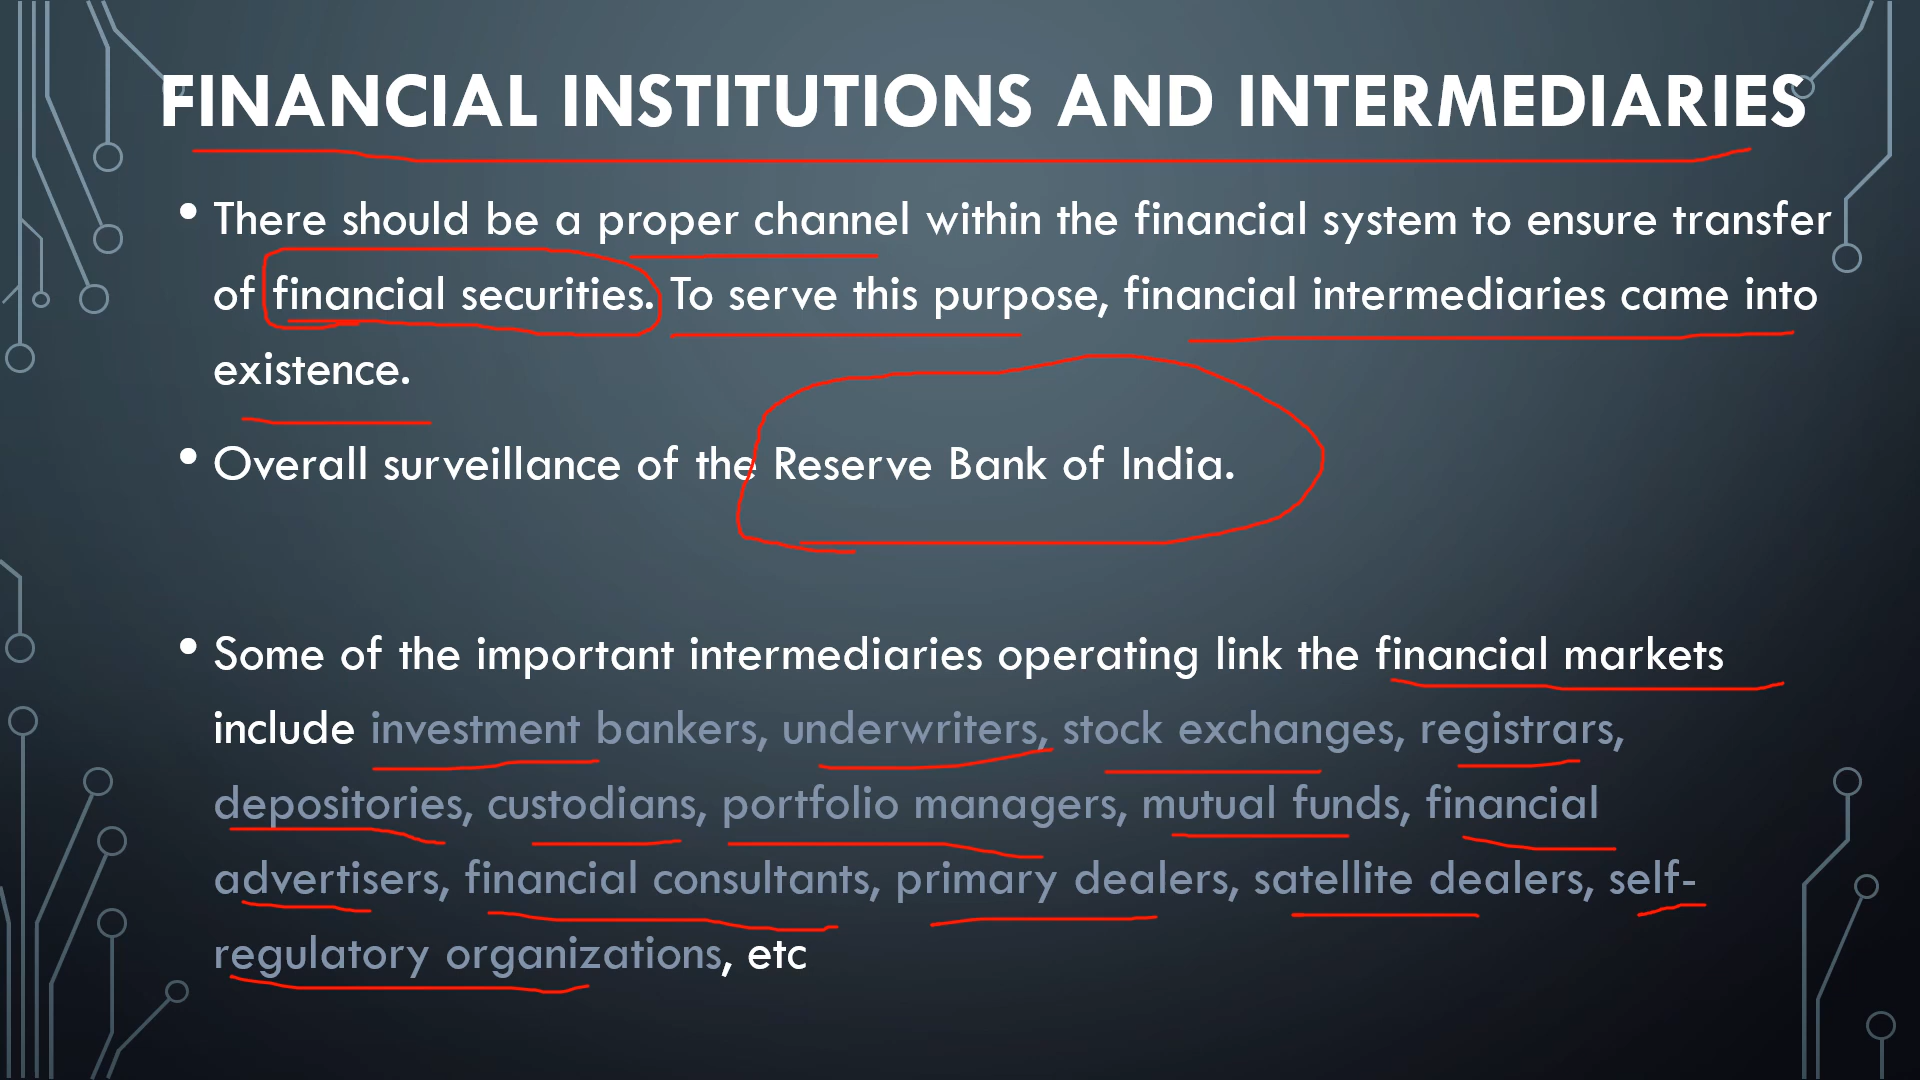 FINANCIAL INSTITUTIONS AND INTERMEDIARIES
• There should be a proper channel within the financial system to ensure transfer
of financial securities. To serve this purpose, financial intermediaries came into
existence.
• Overall surveillance of the Reserve Bank of India.
• Some of the important intermediaries operating link the financial markets
include investment bankers, underwriters, stock exchanges, registrars,
depositories, custodians, portfolio managers, mutual funds, financial
advertisers, financial consultants, primary dealers, satellite dealers, self-
regulatory organizations, etc